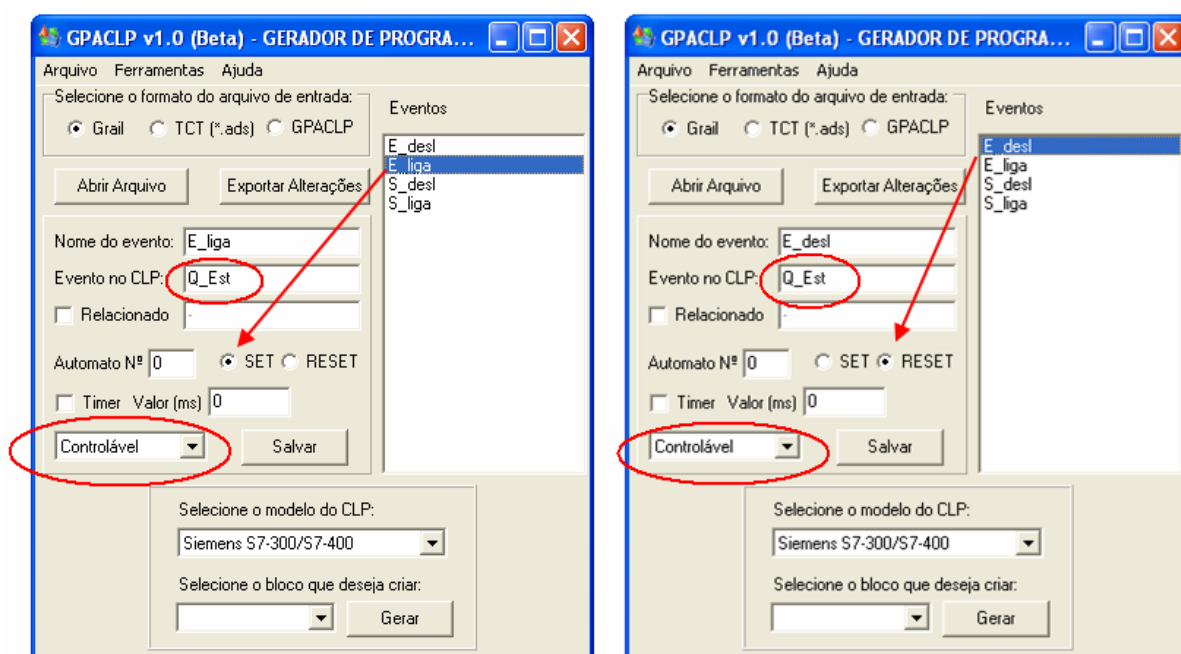 GPACLP v1.0 (Beta) - GERADOR DE PROGRA...
Arquivo Ferramentas Ajuda
Selecione o formato do arquivo de entrada:
Grail TCT (*.ads) GPACLP
Abrir Arquivo Exportar Alterações
Nome do evento: E_liga
Evento no CLP: Q_Est
Relacionado -
Automato Nº 0 SET RESET
Timer Valor (ms) 0
Controlável Salvar
Eventos
E_desl
E_liga
S_desl
S_liga
Selecione o modelo do CLP:
Siemens S7-300/S7-400
Selecione o bloco que deseja criar:
Gerar
GPACLP v1.0 (Beta) - GERADOR DE PROGRA...
Arquivo Ferramentas Ajuda
Selecione o formato do arquivo de entrada:
Grail TCT (*.ads) GPACLP
Abrir Arquivo Exportar Alterações
Nome do evento: E_desl
Evento no CLP: Q_Est
Relacionado -
Automato Nº 0 SET RESET
Timer Valor (ms) 0
Controlável Salvar
Eventos
E_desl
E_liga
S_desl
S_liga
Selecione o modelo do CLP:
Siemens S7-300/S7-400
Selecione o bloco que deseja criar:
Gerar